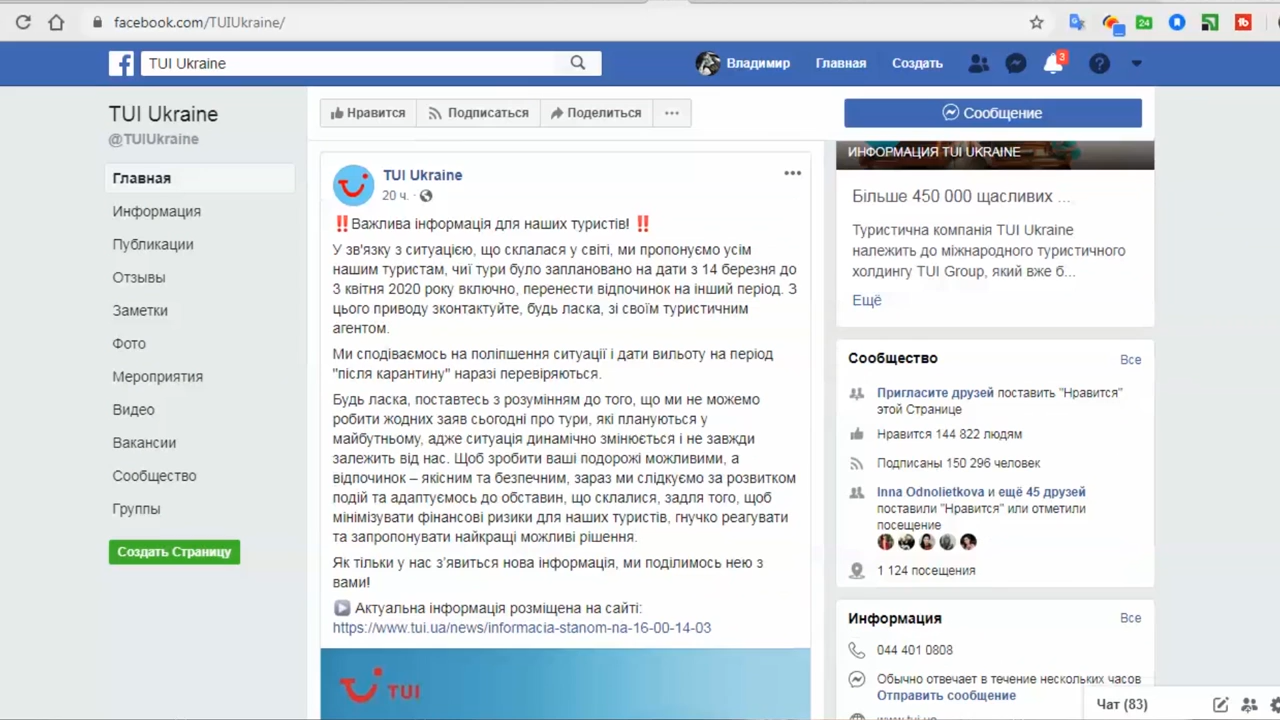 facebook.com/TUIUkraine/
24
TUI Ukraine
Владимир
Главная
Создать
3
TUI Ukraine
@TUIUkraine
Главная
Информация
Публикации
Отзывы
Заметки
Фото
Мероприятия
Видео
Вакансии
Сообщество
Группы
Создать Страницу
Нравится
Подписаться
Поделиться
Сообщение
TUI Ukraine
20 ч. ·
‼Важлива інформація для наших туристів! ‼
У зв'язку з ситуацією, що склалася у світі, ми пропонуємо усім
нашим туристам, чиї тури було заплановано на дати з 14 березня до
3 квітня 2020 року включно, перенести відпочинок на інший період. З
цього приводу зконтактуйте, будь ласка, зі своїм туристичним
агентом.
Ми сподіваємось на поліпшення ситуації і дати вильоту на період
"після карантину" наразі перевіряються.
Будь ласка, поставтесь з розумінням до того, що ми не можемо
робити жодних заяв сьогодні про тури, які плануються у
майбутньому, адже ситуація динамічно змінюється і не завжди
залежить від нас. Щоб зробити ваші подорожі можливими, а
відпочинок – якісним та безпечним, зараз ми слідкуємо за розвитком
подій та адаптуємось до обставин, що склалися, задля того, щоб
мінімізувати фінансові ризики для наших туристів, гнучко реагувати
та запропонувати найкращі можливі рішення.
Як тільки у нас з'явиться нова інформація, ми поділимось нею з
вами!
Актуальна інформація розміщена на сайті:
https://www.tui.ua/news/informacia-stanom-na-16-00-14-03
TUI
ИНФОРМАЦИЯ TUI UKRAINE
Більше 450 000 щасливих ...
Туристична компанія TUI Ukraine
належить до міжнародного туристичного
холдингу TUI Group, який вже б...
Ещё
Сообщество
Все
Пригласите друзей поставить "Нравится"
этой Странице
Нравится 144 822 людям
Подписаны 150 296 человек
Inna Odnolietkova и ещё 45 друзей
поставили "Нравится" или отметили
посещение
1 124 посещения
Информация
Все
044 401 0808
Обычно отвечает в течение нескольких часов
Отправить сообщение
www.tui.ua
Чат (83)